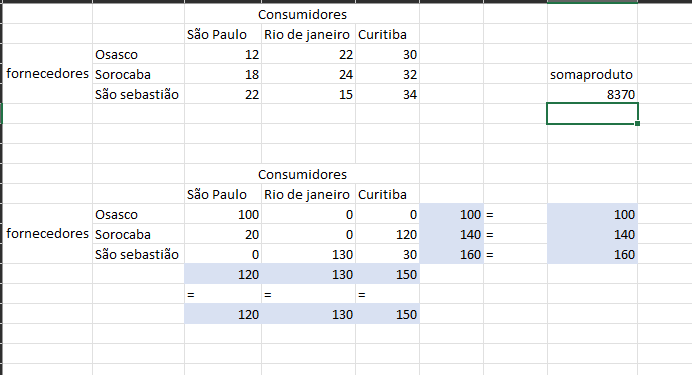 Consumidores
São Paulo Rio de janeiro Curitiba
Osasco 12 22 30
fornecedores Sorocaba 18 24 32 somaproduto
São sebastião 22 15 34 8370
Consumidores
São Paulo Rio de janeiro Curitiba
Osasco 100 0 0 100 = 100
fornecedores Sorocaba 20 0 120 140 = 140
São sebastião 0 130 30 160 = 160
120 130 150
= = =
120 130 150